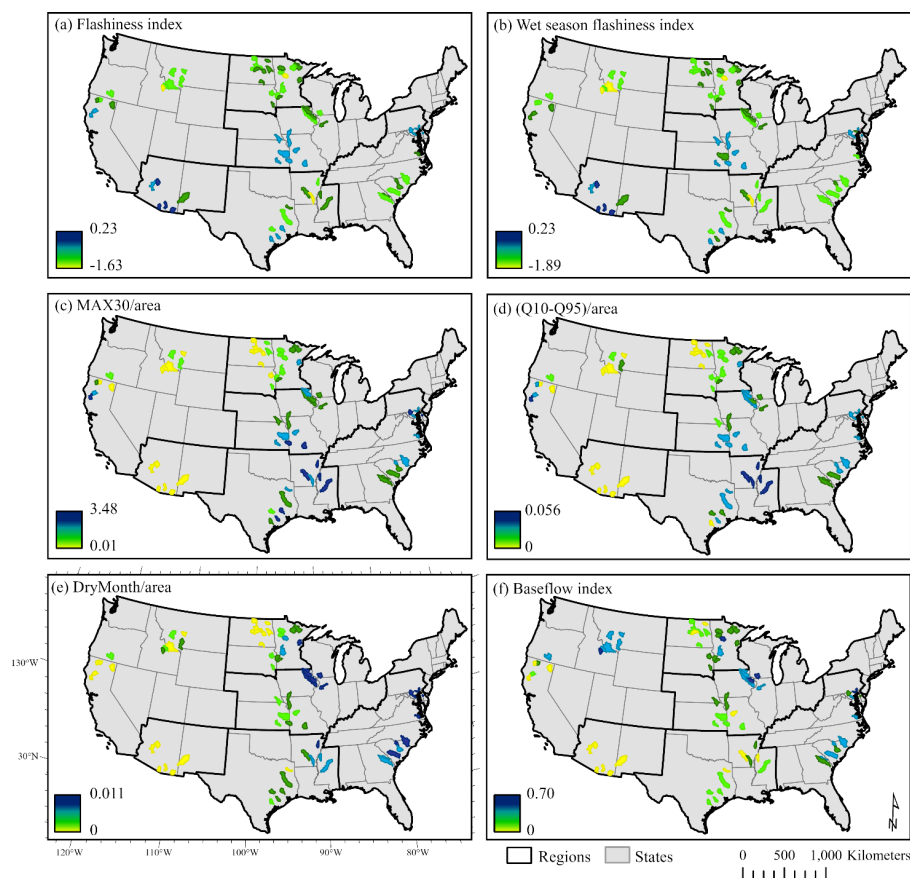 (a) Flashiness index
0.23
-1.63
(b) Wet season flashiness index
0.23
-1.89
(c) MAX30/area
3.48
0.01
(d) (Q10-Q95)/area
0.056
0
(e) DryMonth/area
130°W
30°N
0.011
0
120°W 110°W 100°W 90°W 80°W
(f) Baseflow index
0.70
0
N
Regions States
0 500 1,000 Kilometers